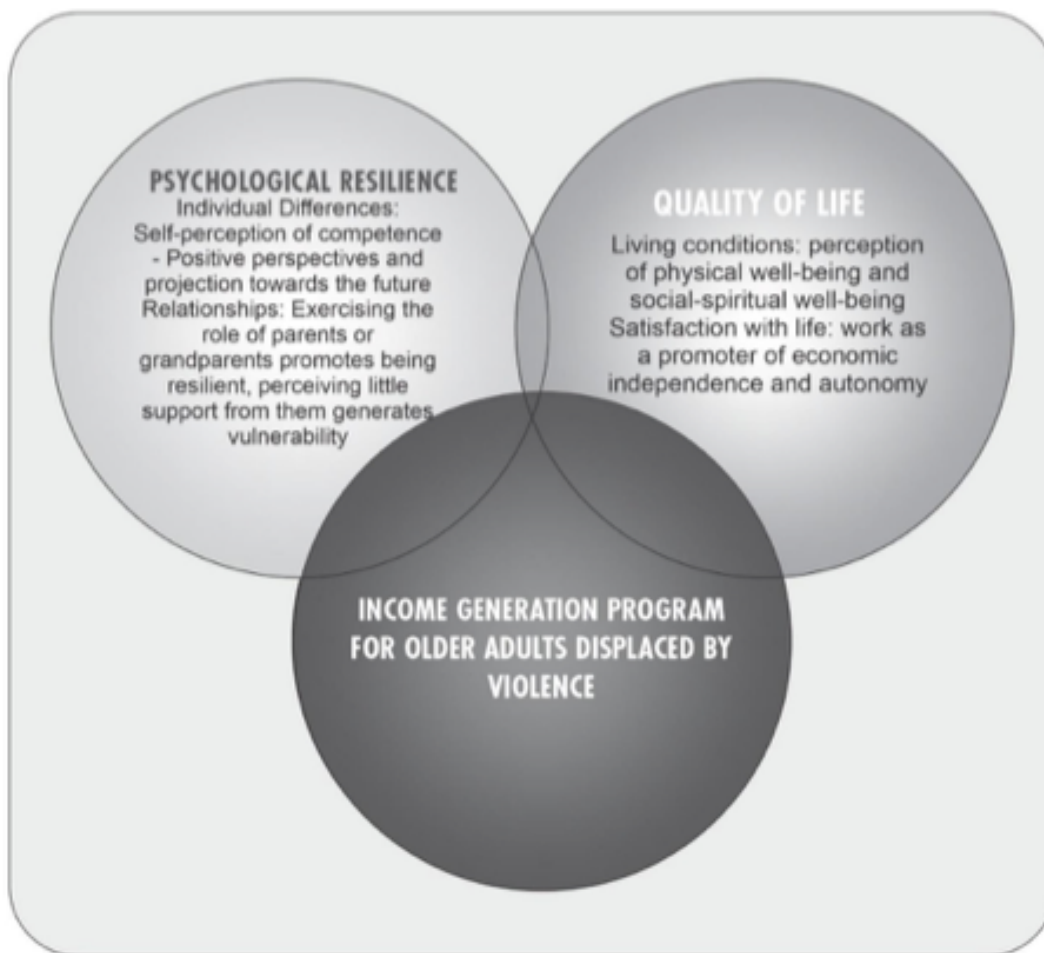 PSYCHOLOGICAL RESILIENCE
Individual Differences:
Self-perception of competence
- Positive perspectives and
projection towards the future
Relationships: Exercising the
role of parents or
grandparents promotes being
resilient, perceiving little
support from them generates
vulnerability
QUALITY OF LIFE
Living conditions: perception
of physical well-being and
social-spiritual well-being
Satisfaction with life: work as
a promoter of economic
independence and autonomy
INCOME GENERATION PROGRAM
FOR OLDER ADULTS DISPLACED BY
VIOLENCE